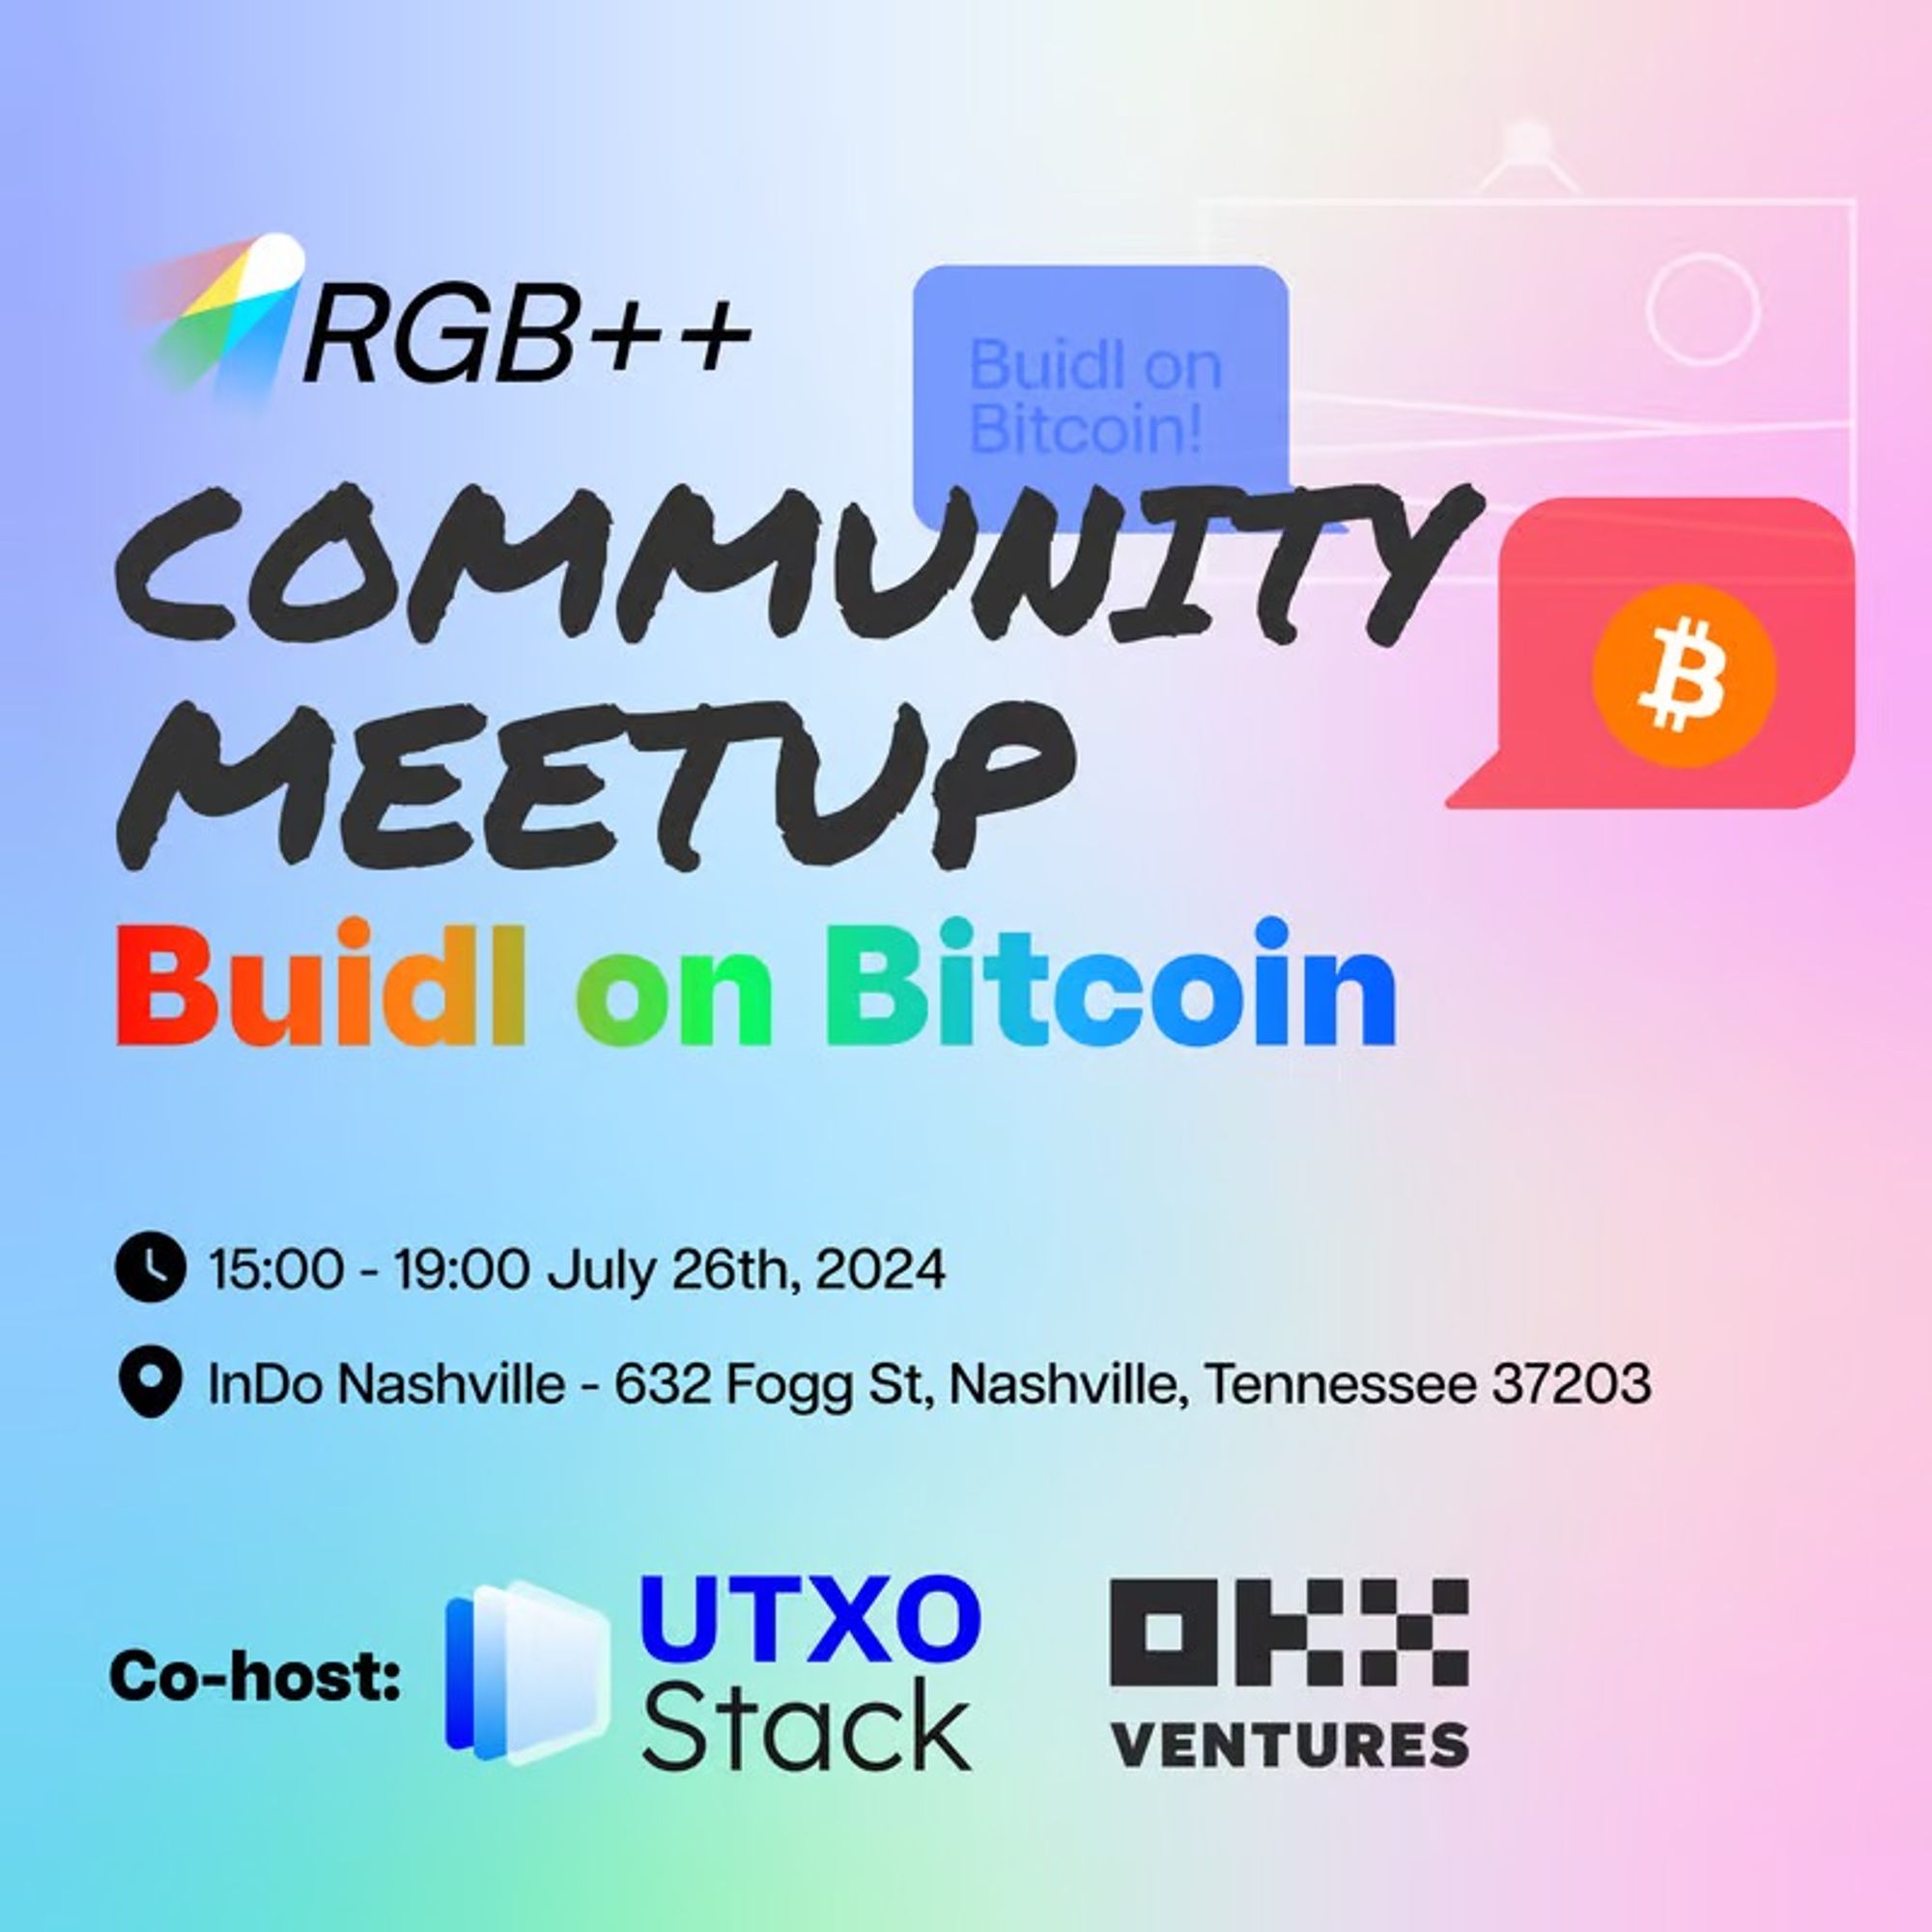 RGB++
Buidl on
Bitcoin!
COMMUNITY
MEETUP
Buidl on Bitcoin
15:00 - 19:00 July 26th, 2024
InDo Nashville - 632 Fogg St, Nashville, Tennessee 37203
Co-host:
UTXO
Stack
OKX
VENTURES